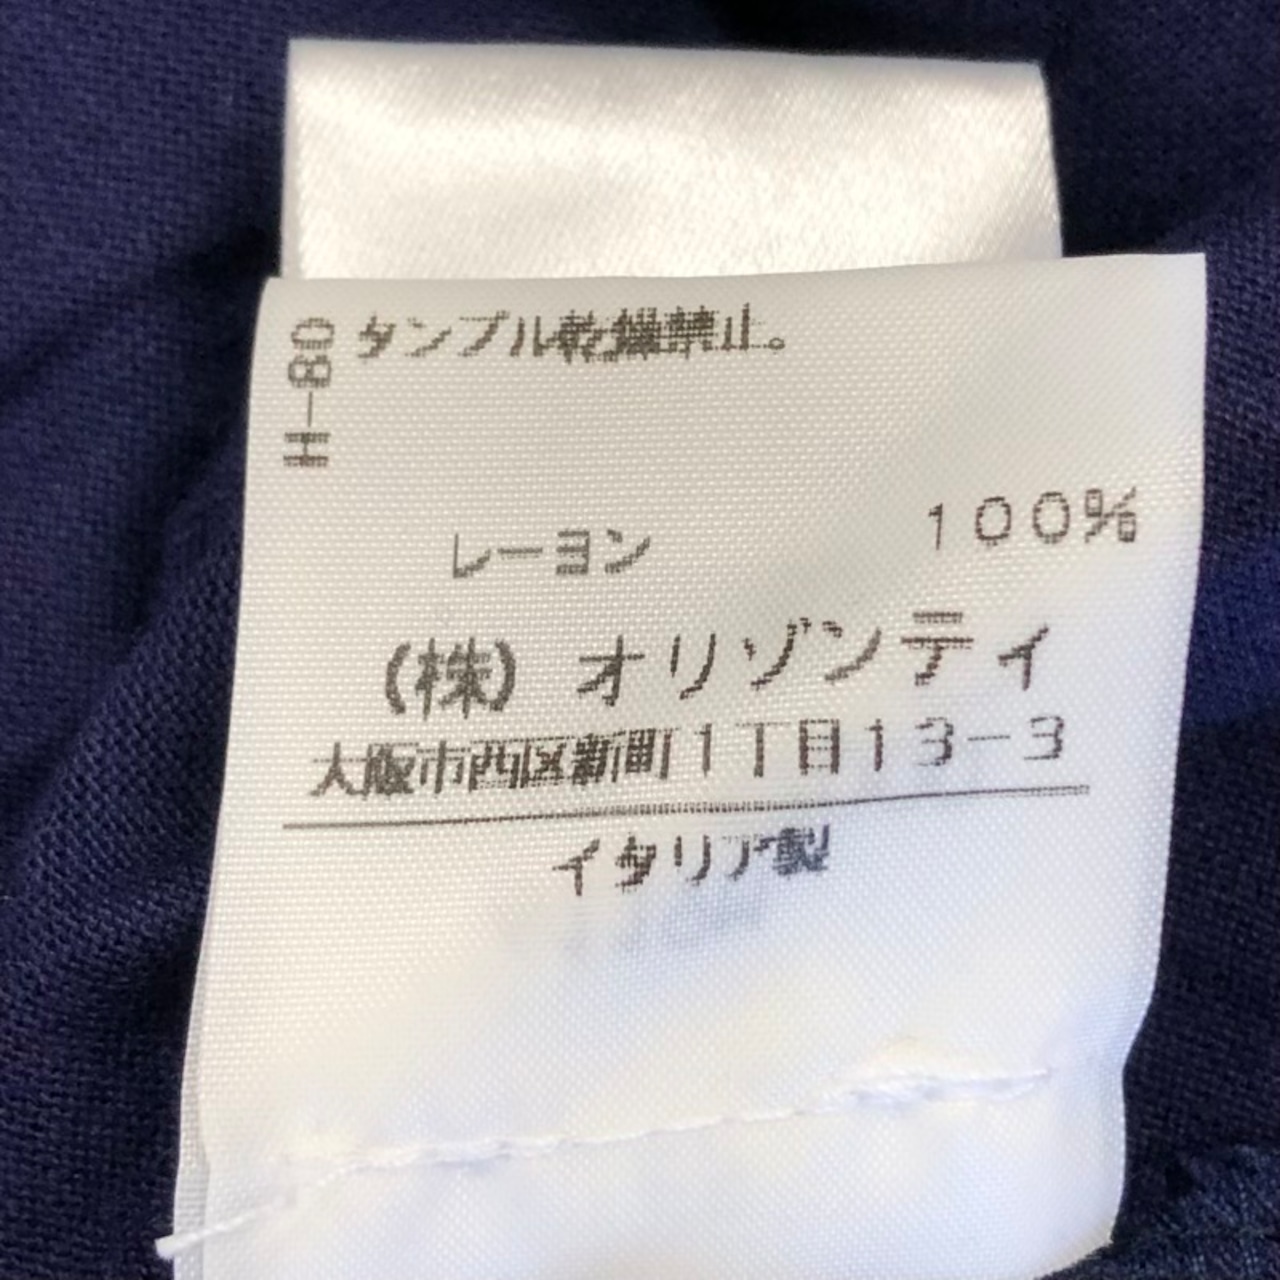 タンブル乾燥禁止。
H-80
レーヨン 100%
(株) オリゾンティ
大阪市西区新町1丁目13-3
イタリア製